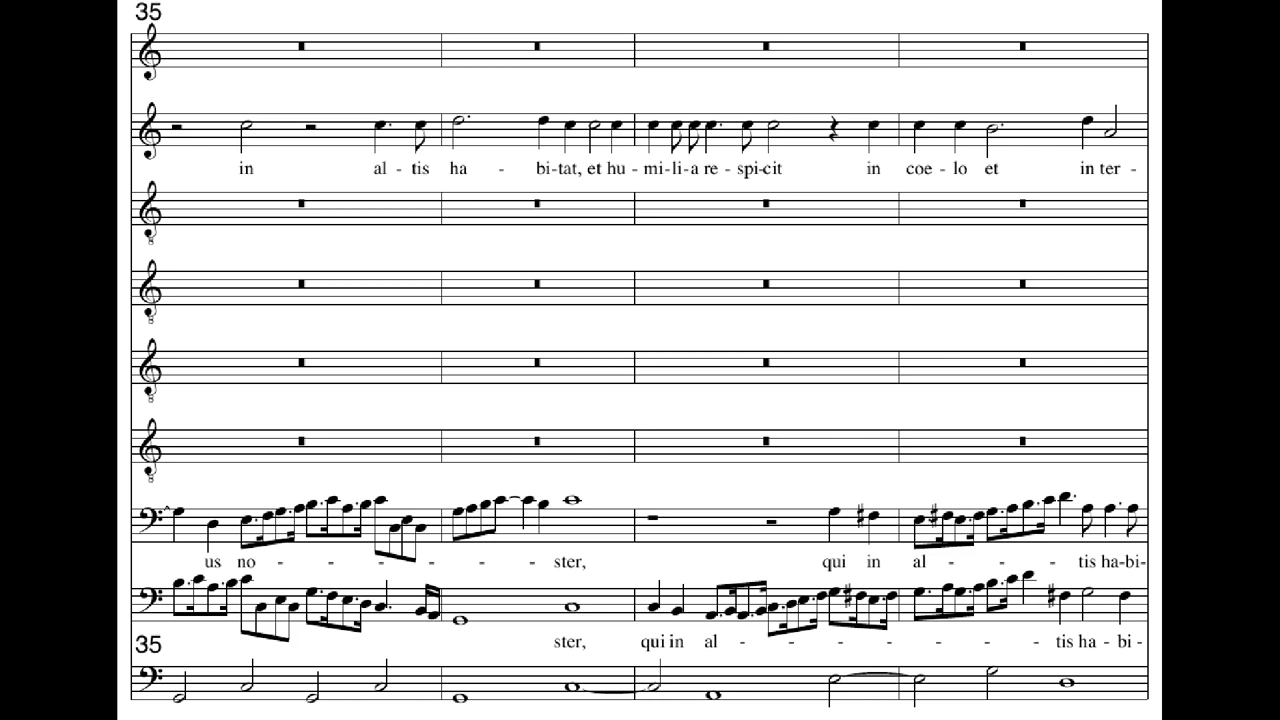 35
in al - tis ha - bi-tat, et hu - mi-li-a re - spi-cit in coe - lo et in ter -
us no - - - - - - ster, qui in al - - - - tis ha-bi-
ster, qui in al - - - - - - - - tis ha - bi -
35